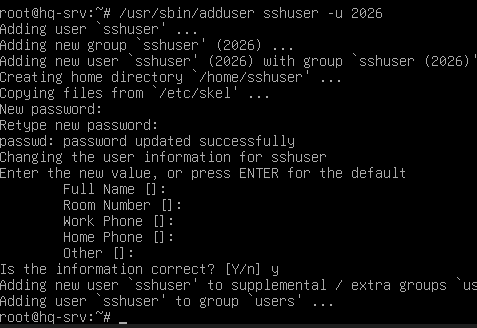 root@hq-srv:~# /usr/sbin/adduser sshuser -u 2026
Adding user `sshuser' ...
Adding new group `sshuser' (2026) ...
Adding new user `sshuser' (2026) with group `sshuser (2026)'
Creating home directory `/home/sshuser' ...
Copying files from `/etc/skel' ...
New password:
Retype new password:
passwd: password updated successfully
Changing the user information for sshuser
Enter the new value, or press ENTER for the default
Full Name []:
Room Number []:
Work Phone []:
Home Phone []:
Other []:
Is the information correct? [Y/n] y
Adding new user `sshuser' to supplemental / extra groups `us
Adding user `sshuser' to group `users' ...
root@hq-srv:~# _